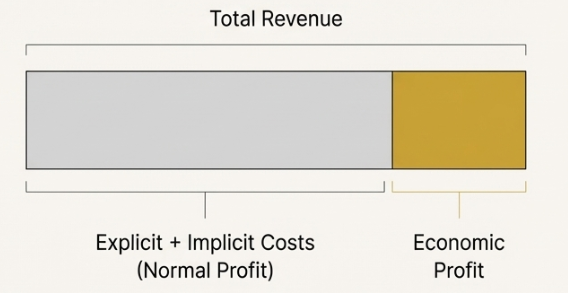 Total Revenue
Explicit + Implicit Costs
(Normal Profit)
Economic
Profit